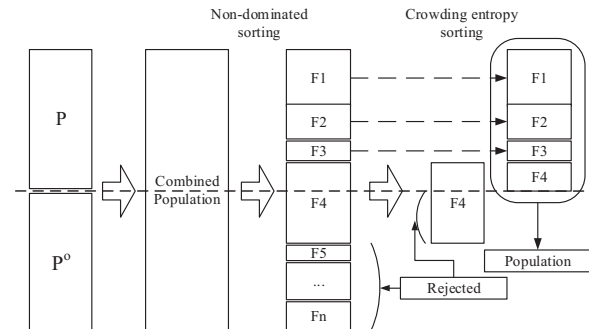 Non-dominated
sorting
Crowding entropy
sorting
P
P°
Combined
Population
F1
F2
F3
F4
F5
...
Fn
F4
F1
F2
F3
F4
Population
Rejected